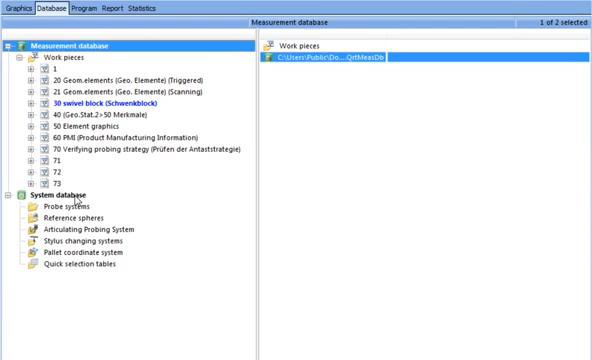 Graphics Database Program Report Statistics
Measurement database 1 of 2 selected
Measurement database
Work pieces
1
20 Geom.elements (Geo. Elemente) (Triggered)
21 Geom.elements (Geo. Elemente) (Scanning)
30 swivel block (Schwenkblock)
40 (Geo.Stat.2>50 Merkmale)
50 Element graphics
60 PMI (Product Manufacturing Information)
70 Verifying probing strategy (Prüfen der Antaststrategie)
71
72
73
System database
Probe systems
Reference spheres
Articulating Probing System
Stylus changing systems
Pallet coordinate system
Quick selection tables
Work pieces
C:\Users\Public\Do....QrtMeasDb